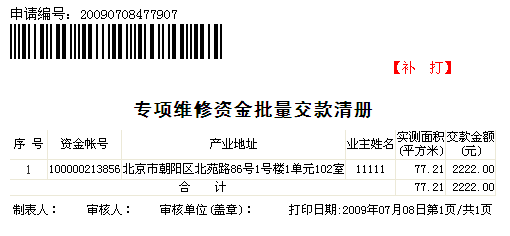 申请编号：20090708477907
【补 打】
专项维修资金批量交款清册
序 号 资金帐号 产业地址 业主姓名 实测面积(平方米) 交款金额(元)
1 100000213856 北京市朝阳区北苑路86号1号楼1单元102室 11111 77.21 2222.00
合 计 77.21 2222.00
制表人： 审核人： 审核单位(盖章)： 打印日期:2009年07月08日第1页/共1页